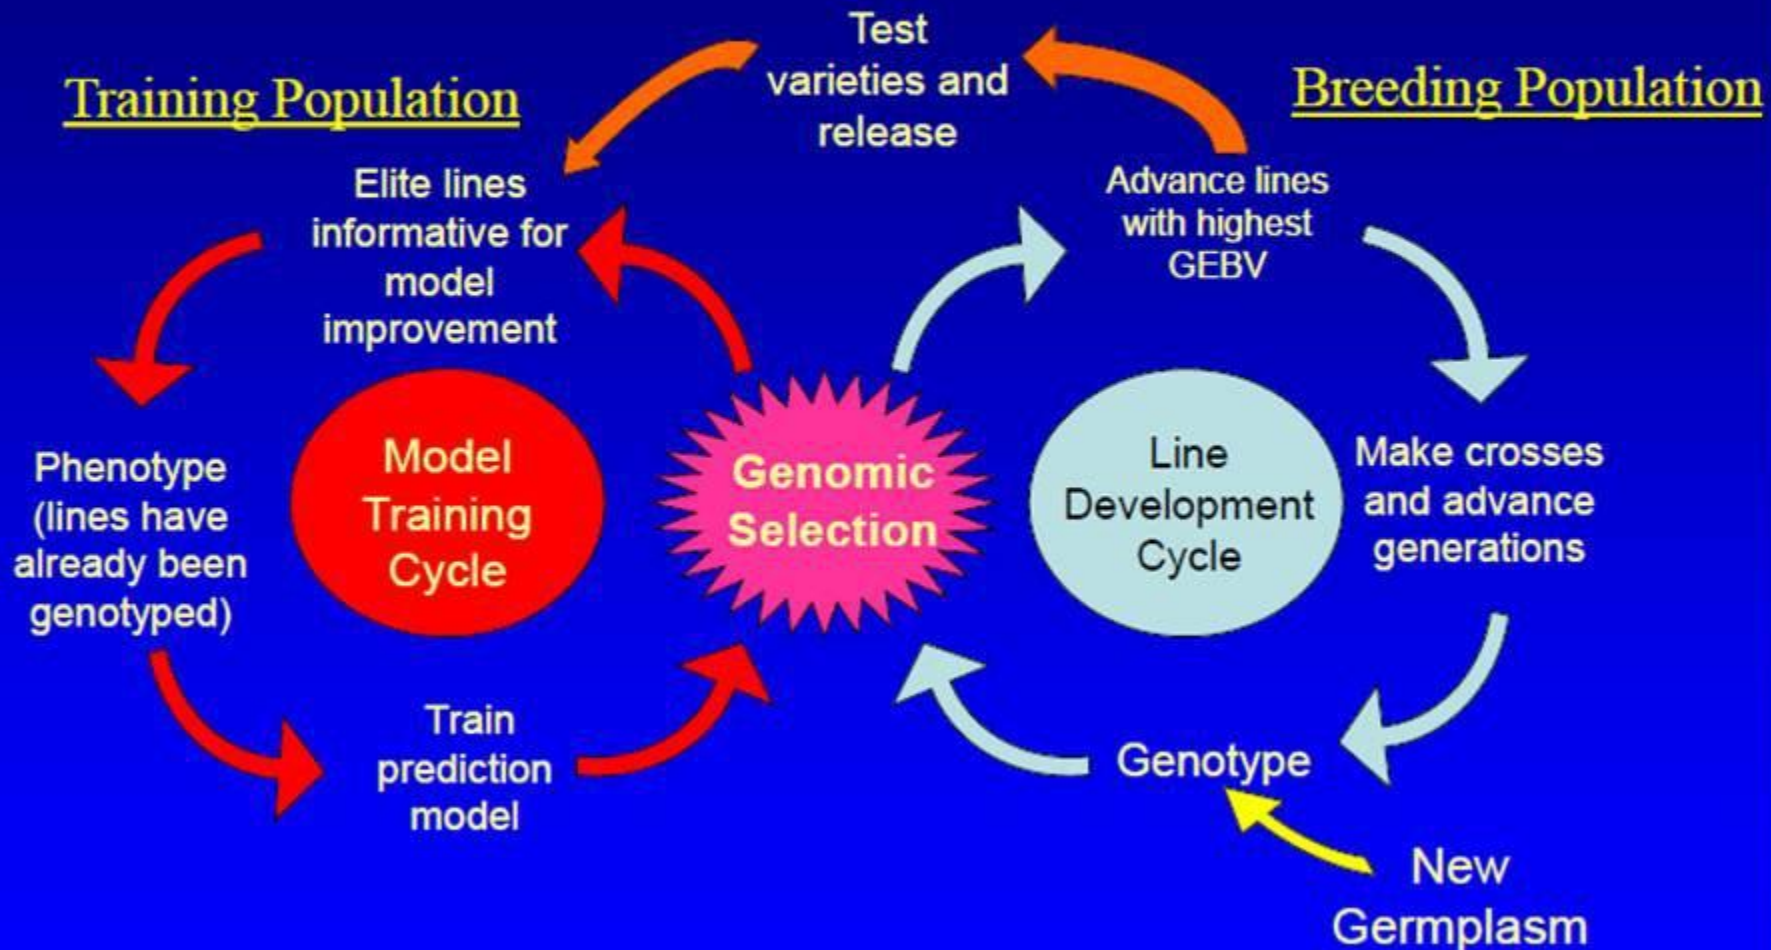 Training Population
Test
varieties and
release
Breeding Population
Elite lines
informative for
model
improvement
Advance lines
with highest
GEBV
Phenotype
(lines have
already been
genotyped)
Model
Training
Cycle
Genomic
Selection
Line
Development
Cycle
Make crosses
and advance
generations
Train
prediction
model
Genotype
New
Germplasm